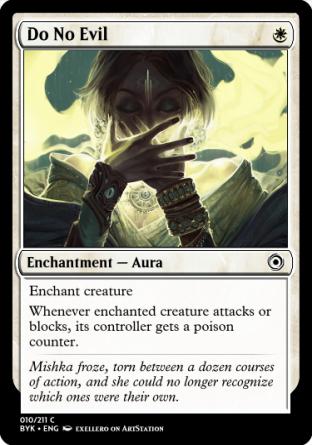 Do No Evil
Enchantment — Aura
Enchant creature
Whenever enchanted creature attacks or
blocks, its controller gets a poison
counter.
Mishka froze, torn between a dozen courses
of action, and she could no longer recognize
which ones were their own.
010/211 C
BYK • ENG EXELLERO ON ARTSTATION